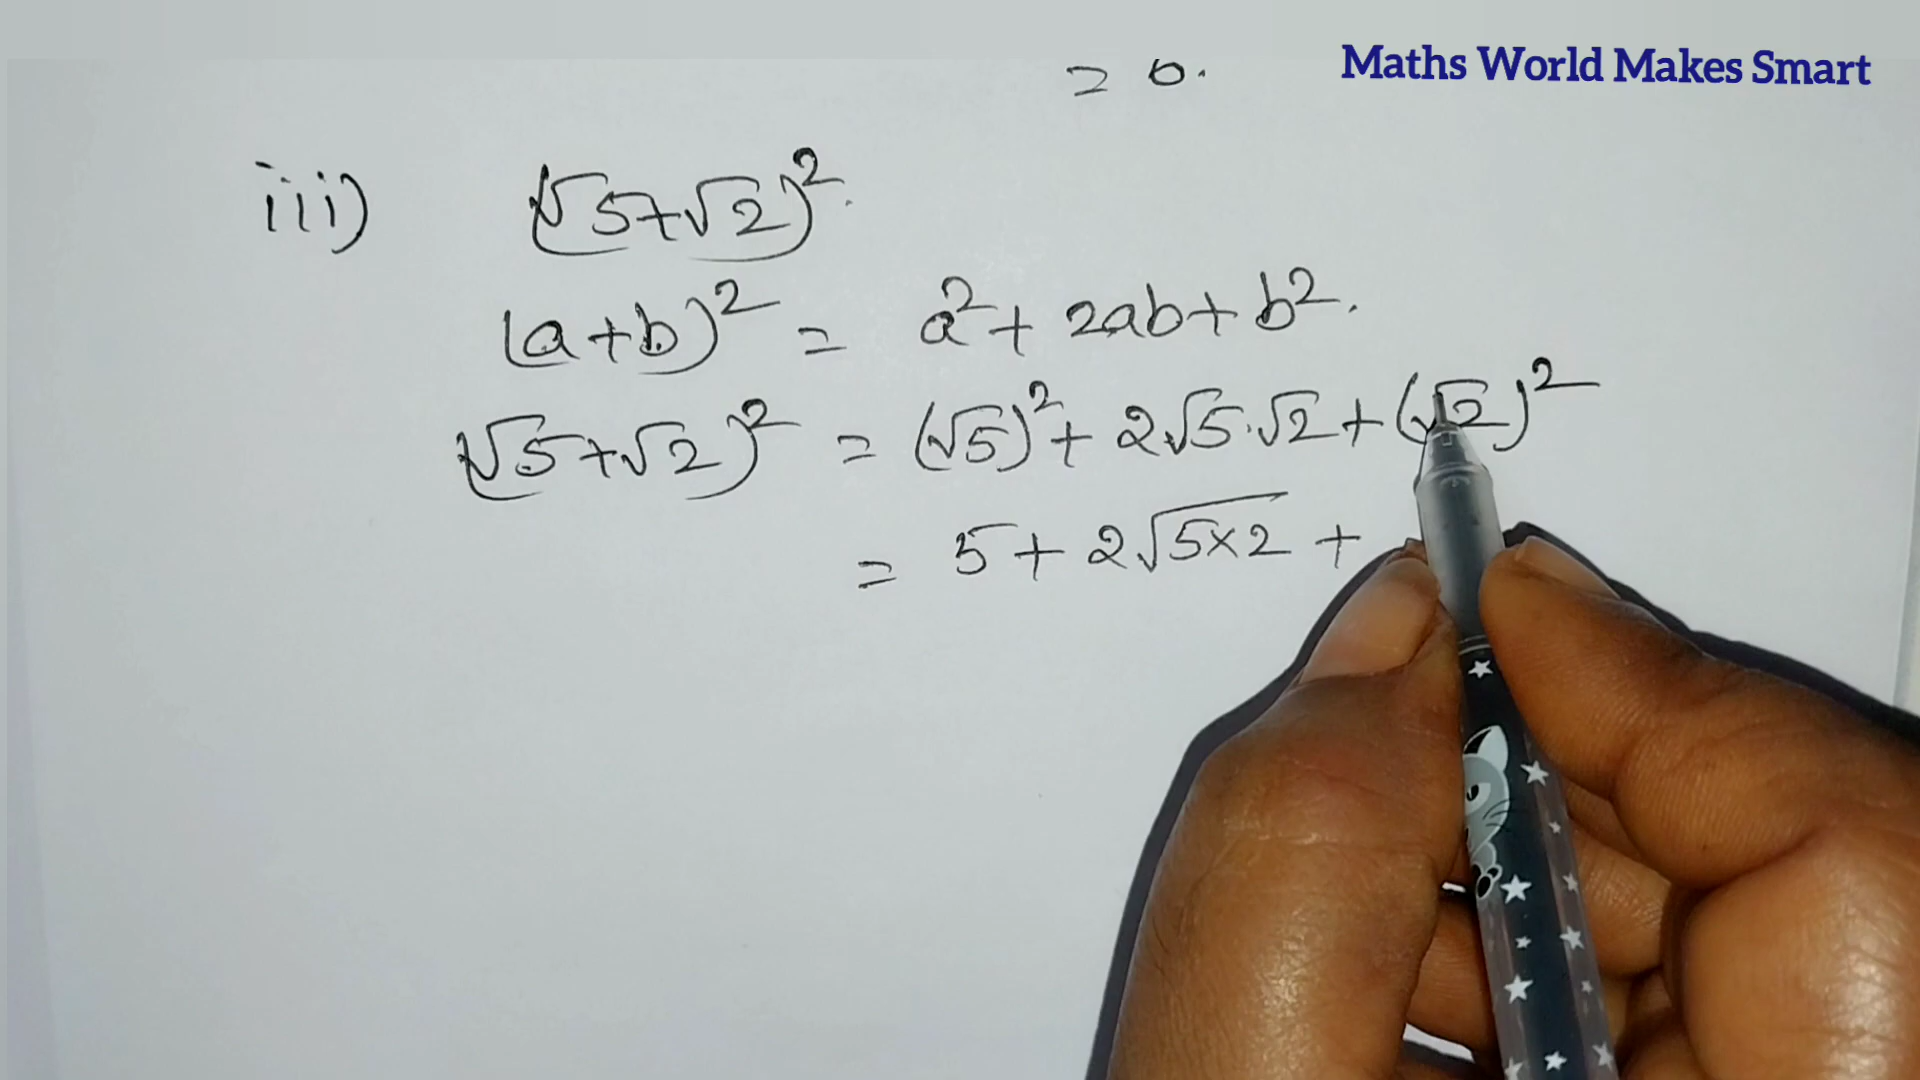 = 6.
Maths World Makes Smart
iii) (√5+√2)².
(a+b)² = a²+ 2ab+b².
(√5+√2)² = (√5)²+ 2√5.√2+(√2)²
= 5+ 2√5×2 +